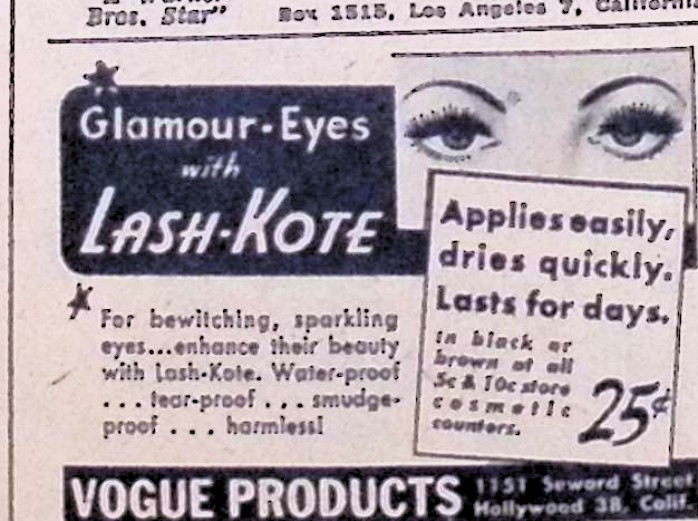 Bros. Star"
Box 1515, Los Angeles 7, California
Glamour-Eyes
with
LASH-KOTE
Applies easily,
dries quickly.
Lasts for days.
In black or
brown at all
5c & 10c store
cosmetic
counters.
25¢
For bewitching, sparkling
eyes...enhance their beauty
with Lash-Kote. Water-proof
... tear-proof ... smudge-
proof ... harmless!
VOGUE PRODUCTS
1151 Seward Street
Hollywood 38, Calif.